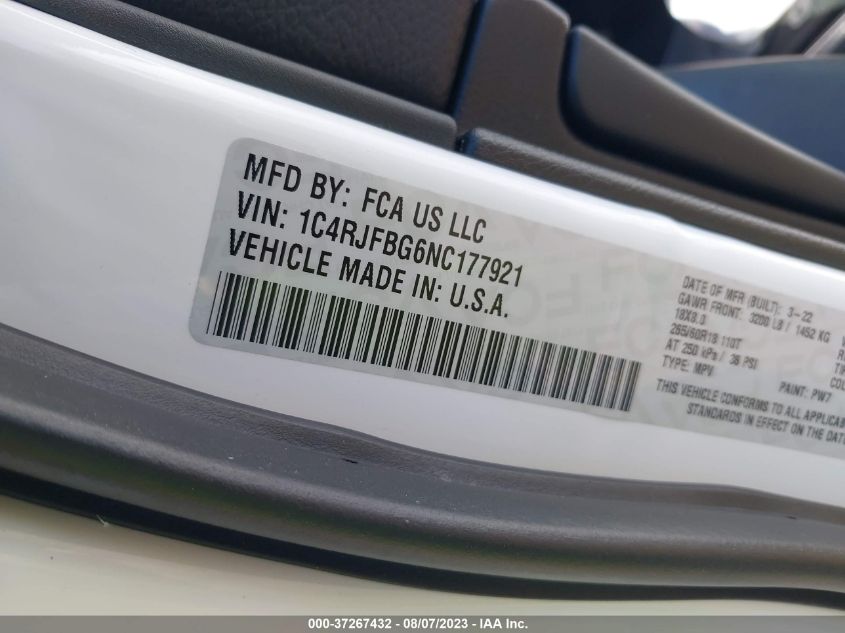 MFD BY: FCA US LLC
VIN: 1C4RJFBG6NC177921
VEHICLE MADE IN: U.S.A.
DATE OF MFR (BUILT): 3-22
GAWR FRONT: 3200 LB / 1452 KG
18X8.0
265/60R18 110T
AT 250 kPa / 36 PSI
TYPE: MPV
PAINT: PW7
THIS VEHICLE CONFORMS TO ALL APPLICAB
STANDARDS IN EFFECT ON THE DATE
000-37267432 - 08/07/2023 - IAA Inc.